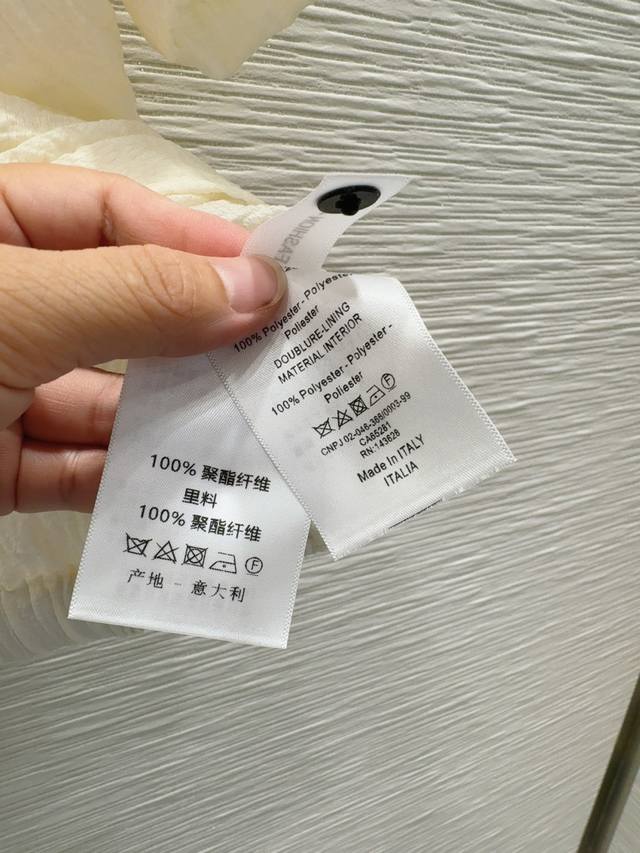 FASHION
100% Polyester - Polyester -
Poliester
DOUBLURE-LINING
MATERIAL INTERIOR
100% Polyester - Polyester -
Poliester
CNPJ 02-046-366/0003-99
CA65281
RN:143628
Made in ITALY
ITALIA
100% 聚酯纤维
里料
100% 聚酯纤维
F
产地 - 意大利